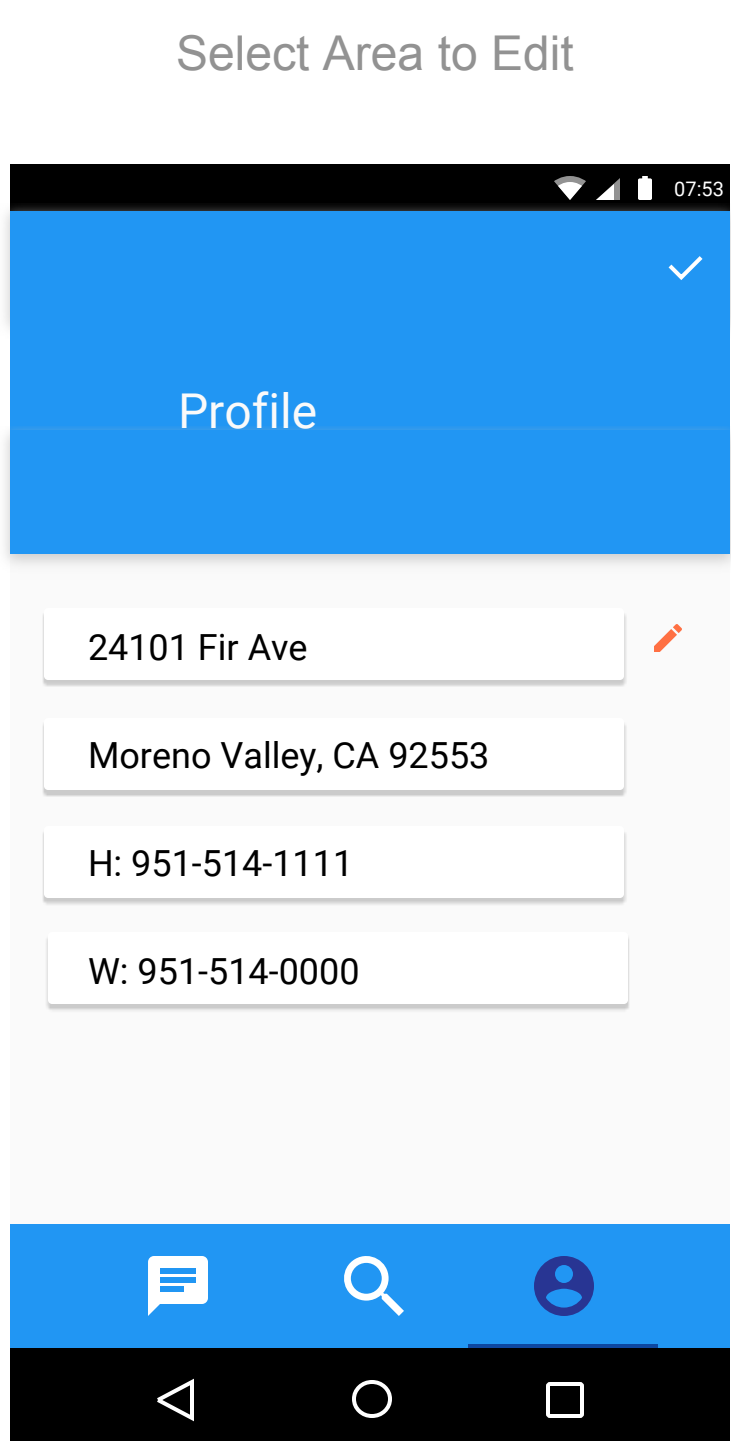 Select Area to Edit
07:53
Profile
24101 Fir Ave
Moreno Valley, CA 92553
H: 951-514-1111
W: 951-514-0000